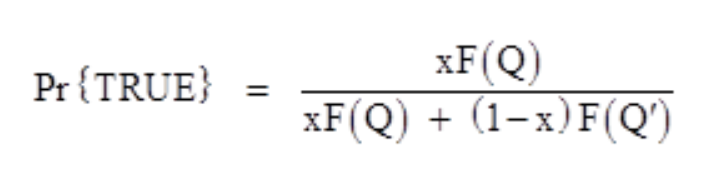 Pr{TRUE} = xF(Q) / xF(Q) + (1−x)F(Q′)